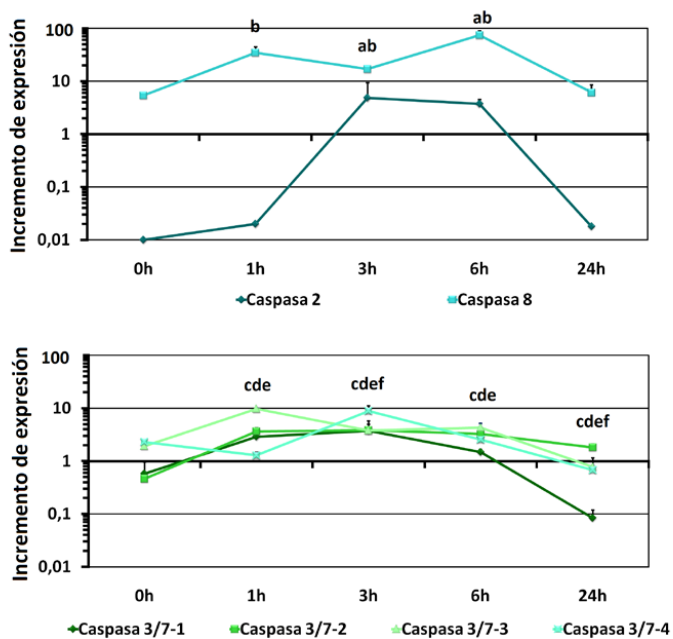 Incremento de expresión
100
10
1
0,1
0,01
b
ab
ab
0h
1h
3h
6h
24h
Caspasa 2
Caspasa 8
Incremento de expresión
100
10
1
0,1
0,01
cde
cdef
cde
cdef
0h
1h
3h
6h
24h
Caspasa 3/7-1
Caspasa 3/7-2
Caspasa 3/7-3
Caspasa 3/7-4